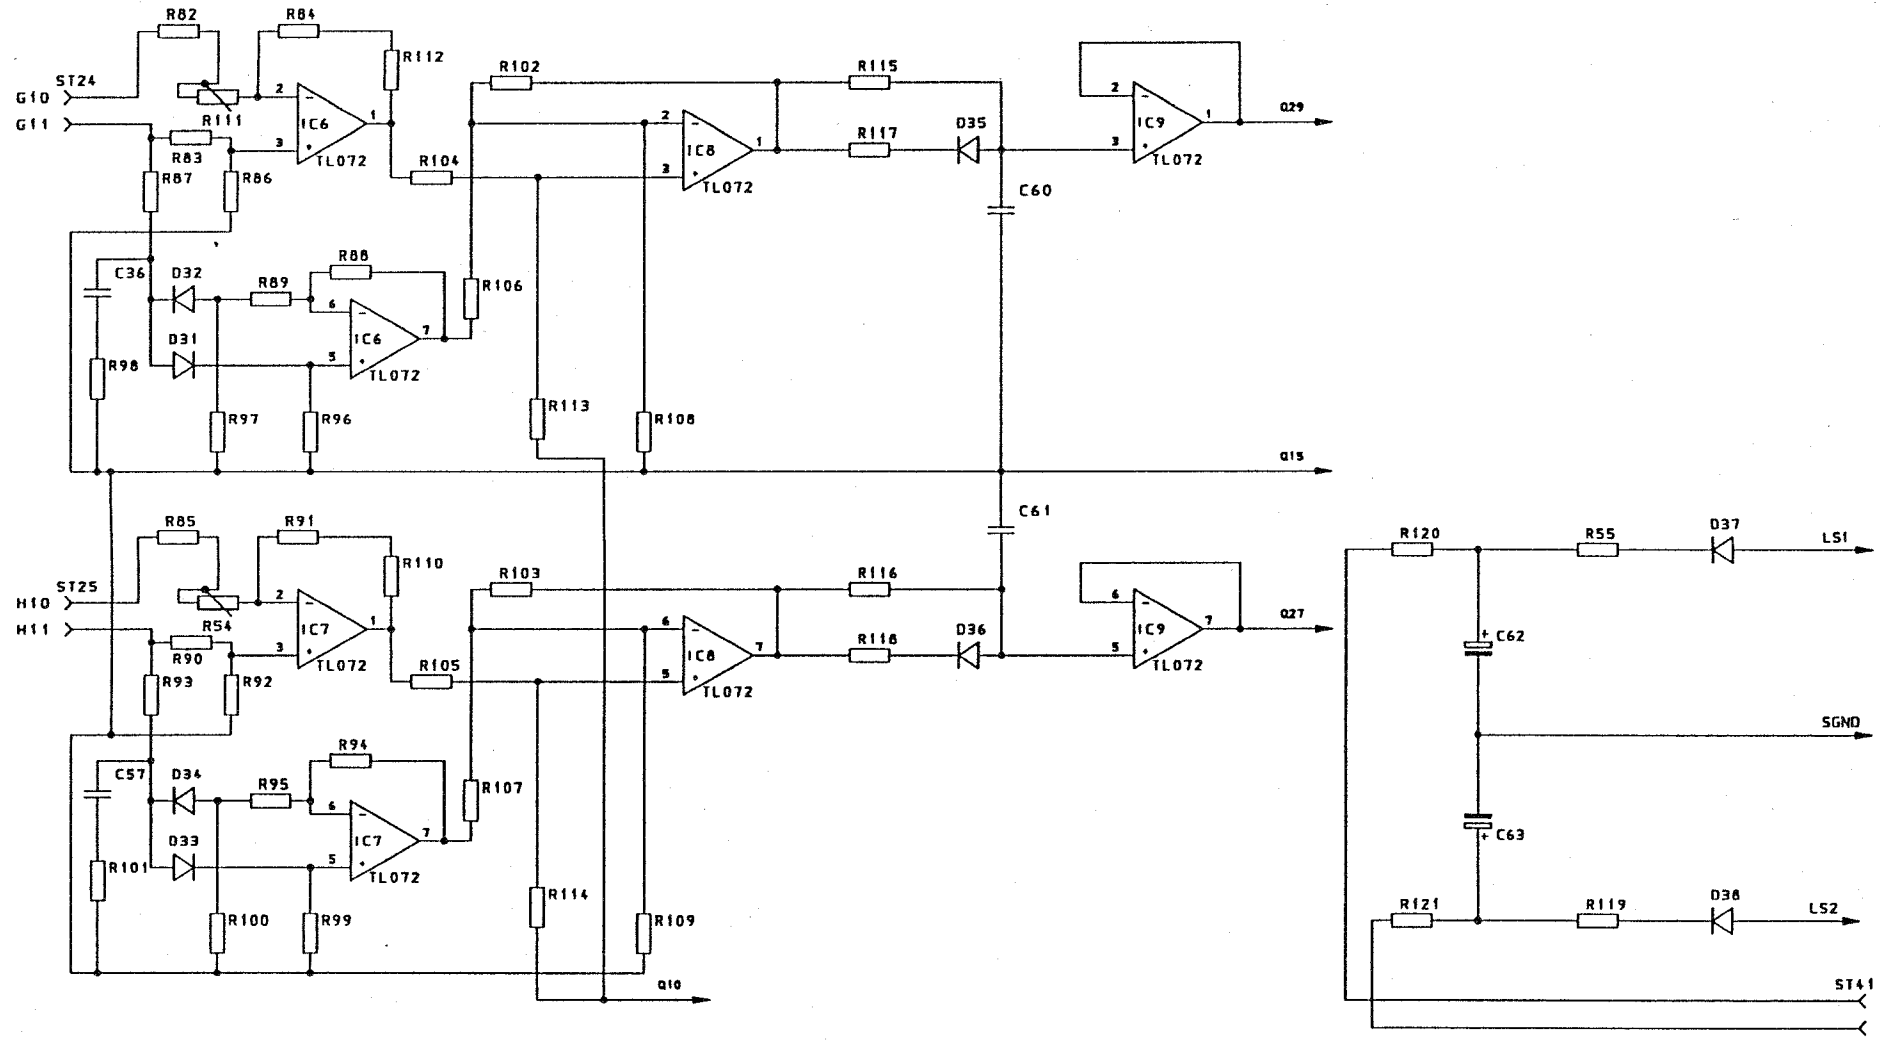 R82
R84
R112
ST24
G10
G11
R111
2
3
1
IC6
TL072
R83
R87
R86
R104
R102
R115
R117
D35
2
3
1
IC8
TL072
C60
2
3
1
IC9
TL072
Q29
C36
D32
R89
R88
R106
6
5
7
IC6
TL072
D31
R98
R97
R96
R113
R108
Q15
C61
R85
R91
R110
ST25
H10
H11
R54
2
3
1
IC7
TL072
R90
R93
R92
R105
R103
R116
R118
D36
6
5
7
IC8
TL072
6
5
7
IC9
TL072
Q27
C57
D34
R95
R94
R107
6
5
7
IC7
TL072
D33
R101
R100
R99
R114
R109
Q10
R120
R55
D37
LS1
+
C62
SGND
+
C63
R121
R119
D38
LS2
ST41